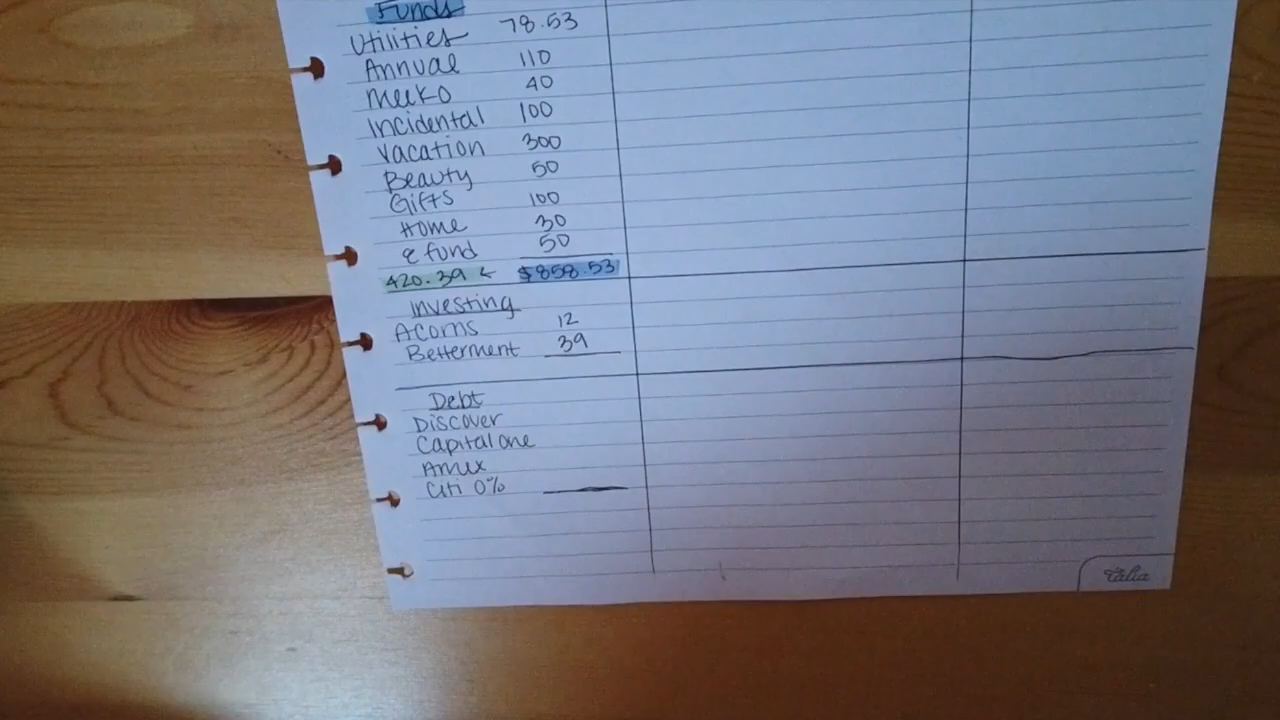 Funds
Utilities 78.53
Annual 110
Meeko 40
Incidental 100
Vacation 300
Beauty 50
Gifts 100
Home 30
e fund 50
420.39 ← $858.53
Investing
Acorns 12
Betterment 39
Debt
Discover
Capital one
Amex
Citi 0%
talia